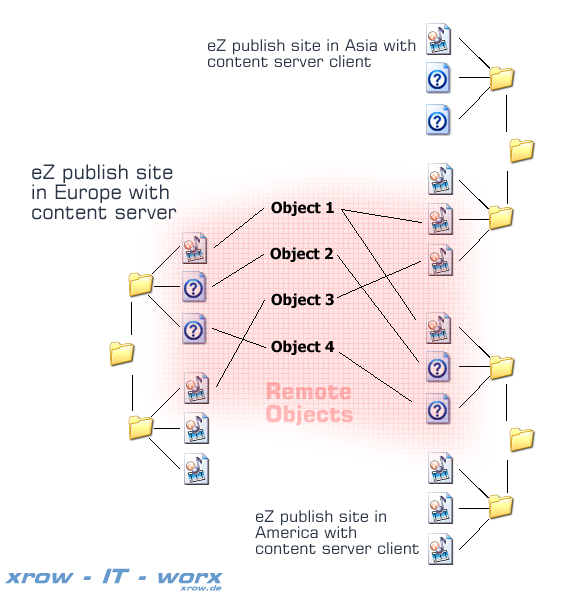 eZ publish site in Asia with
content server client
eZ publish site
in Europe with
content server
Object 1
Object 2
Object 3
Object 4
Remote
Objects
eZ publish site in
America with
content server client
xrow - IT - worx
xrow.de